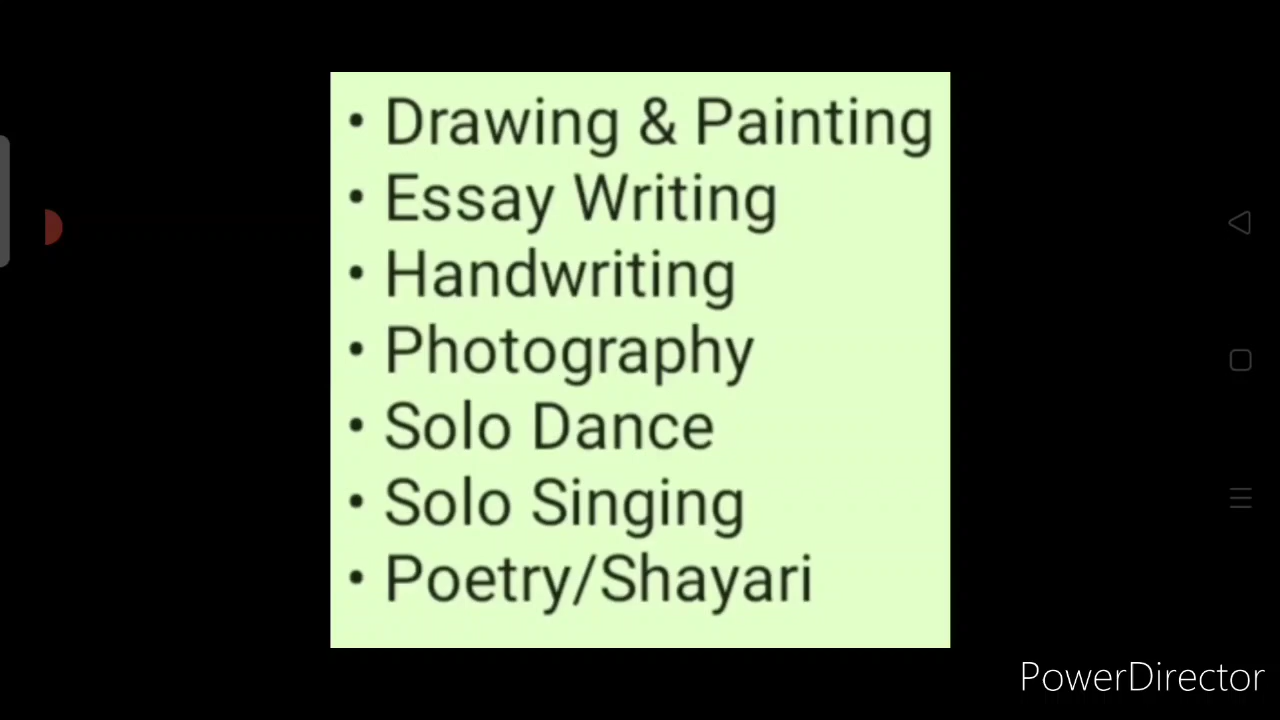 • Drawing & Painting
• Essay Writing
• Handwriting
• Photography
• Solo Dance
• Solo Singing
• Poetry/Shayari
PowerDirector